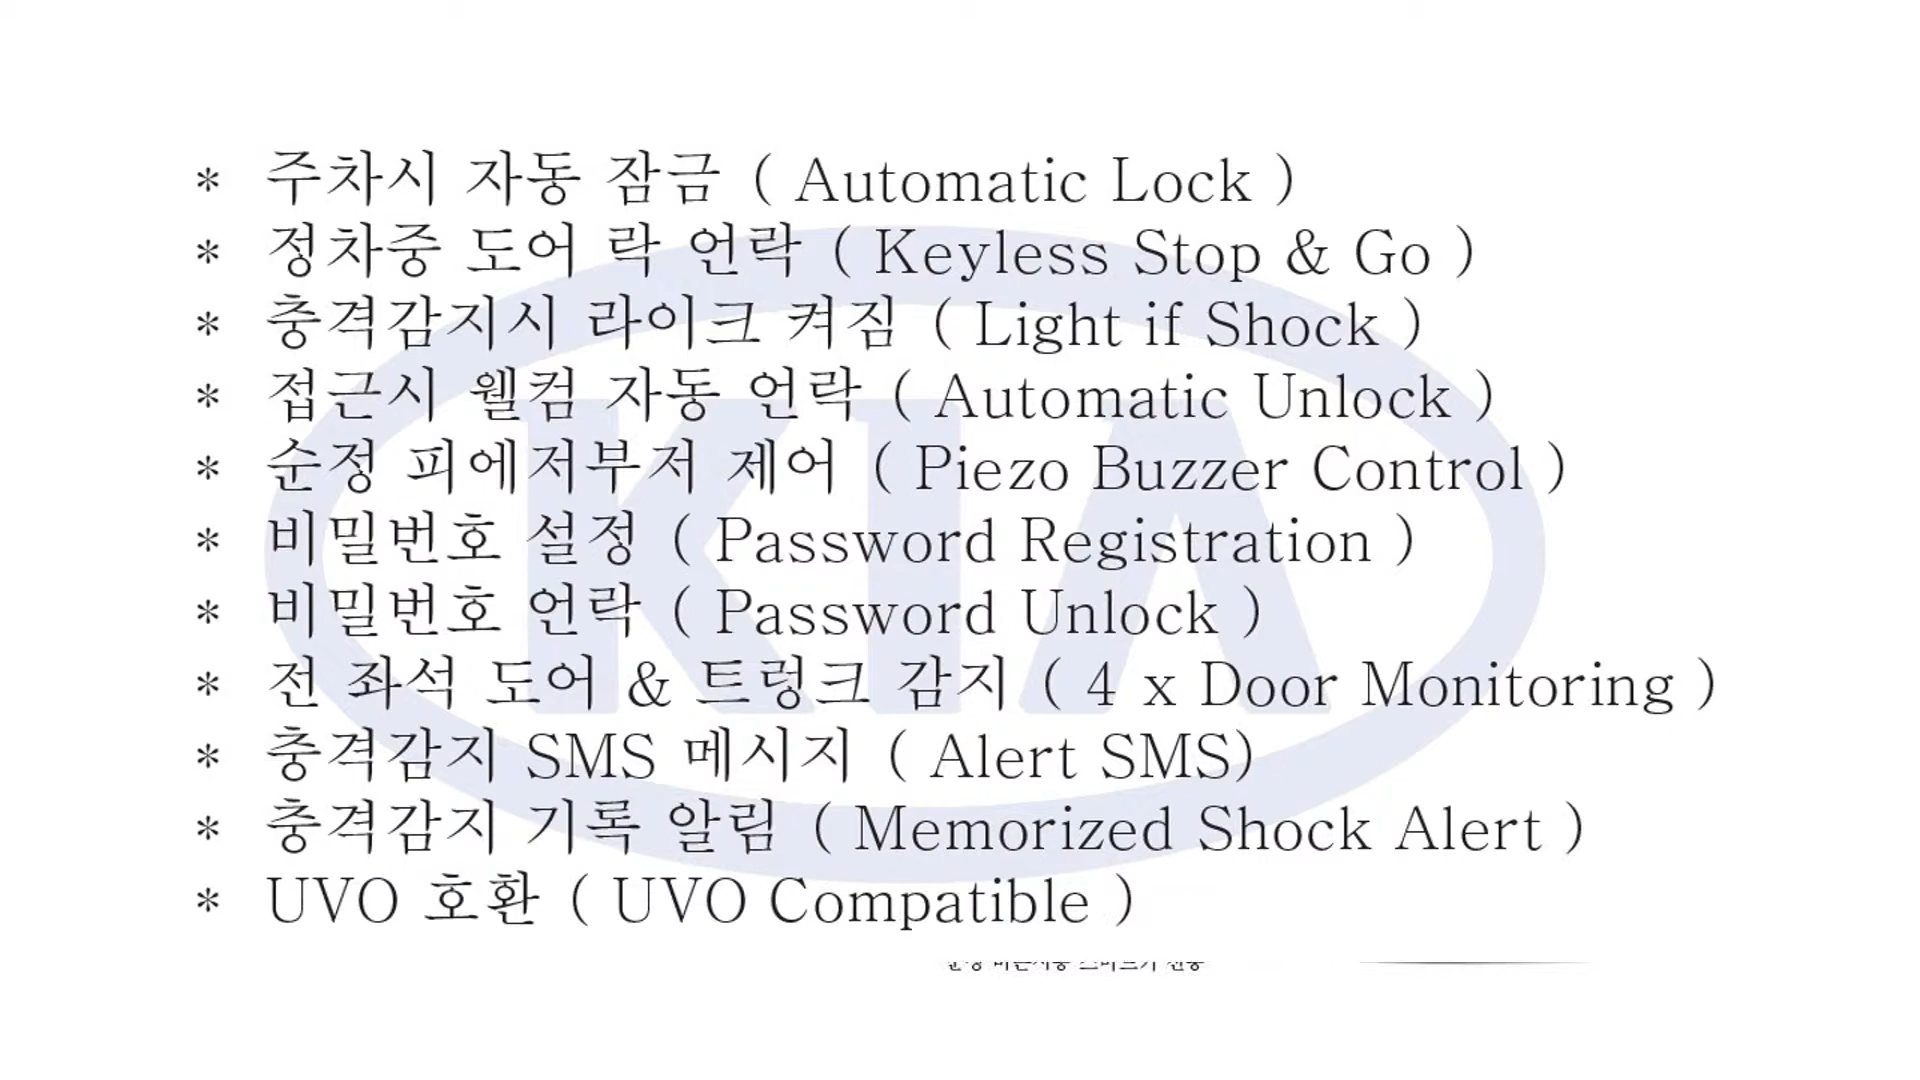 * 주차시 자동 잠금 ( Automatic Lock )
* 정차중 도어 락 언락 ( Keyless Stop & Go )
* 충격감지시 라이크 켜짐 ( Light if Shock )
* 접근시 웰컴 자동 언락 ( Automatic Unlock )
* 순정 피에저부저 제어 ( Piezo Buzzer Control )
* 비밀번호 설정 ( Password Registration )
* 비밀번호 언락 ( Password Unlock )
* 전 좌석 도어 & 트렁크 감지 ( 4 x Door Monitoring )
* 충격감지 SMS 메시지 ( Alert SMS)
* 충격감지 기록 알림 ( Memorized Shock Alert )
* UVO 호환 ( UVO Compatible )
KIA